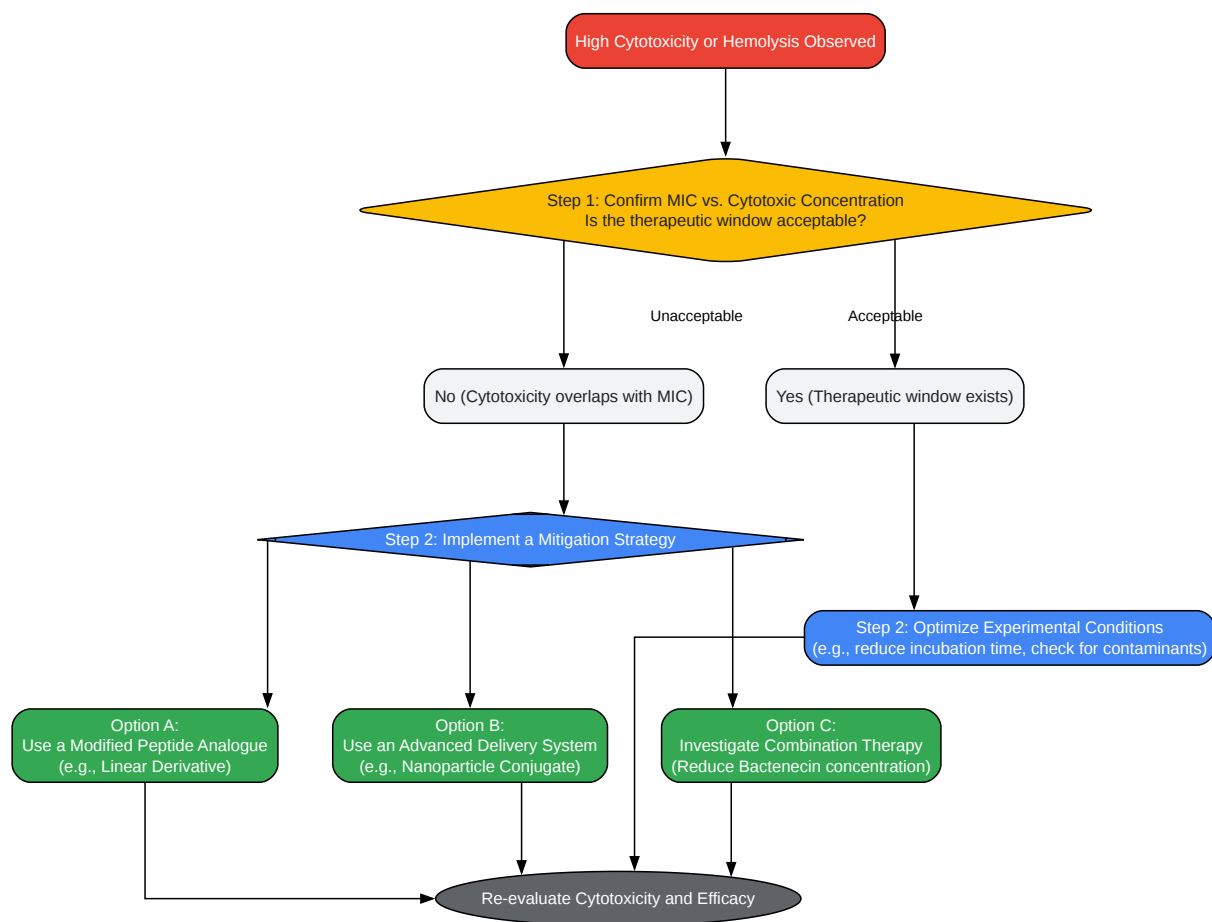 High Cytotoxicity or Hemolysis Observed
Step 1: Confirm MIC vs. Cytotoxic Concentration
Is the therapeutic window acceptable?
Unacceptable
Acceptable
No (Cytotoxicity overlaps with MIC)
Yes (Therapeutic window exists)
Step 2: Implement a Mitigation Strategy
Step 2: Optimize Experimental Conditions
(e.g., reduce incubation time, check for contaminants)
Option A:
Use a Modified Peptide Analogue
(e.g., Linear Derivative)
Option B:
Use an Advanced Delivery System
(e.g., Nanoparticle Conjugate)
Option C:
Investigate Combination Therapy
(Reduce Bactenecin concentration)
Re-evaluate Cytotoxicity and Efficacy